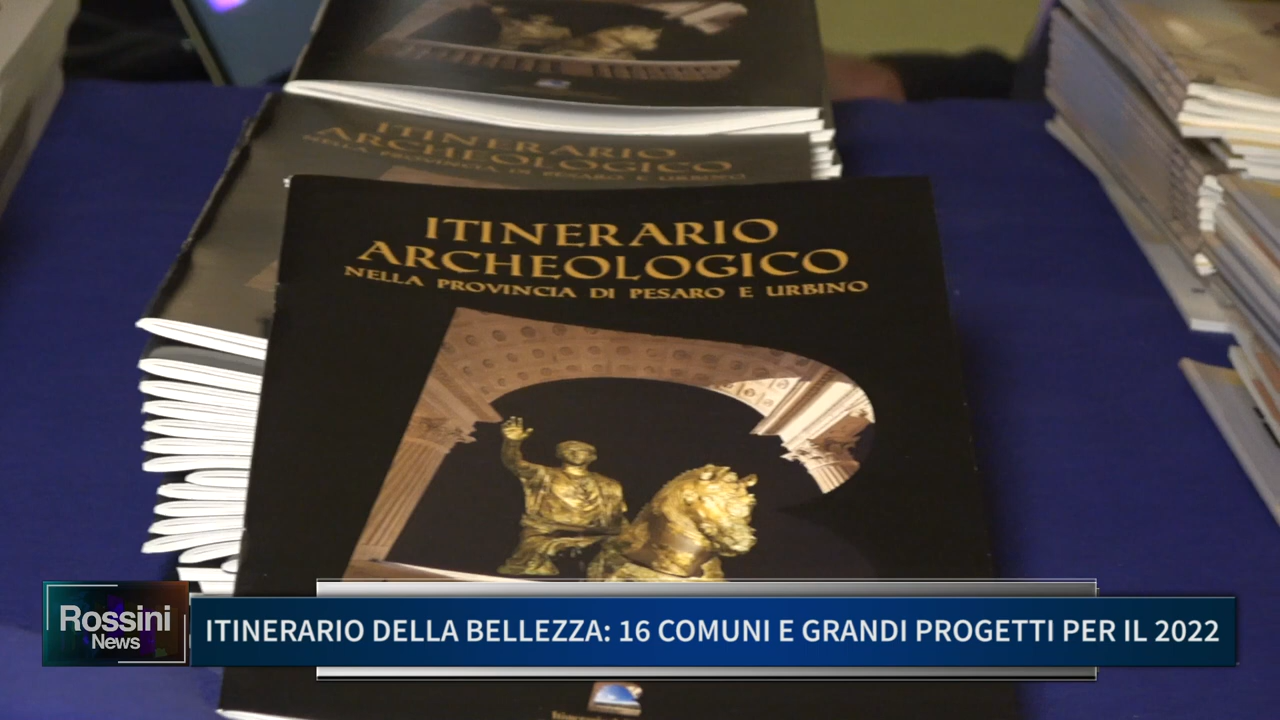 ITINERARIO
ARCHEOLOGICO
NELLA PROVINCIA DI PESARO E URBINO
ITINERARIO
ARCHEOLOGICO
NELLA PROVINCIA DI PESARO E URBINO
Rossini
News
ITINERARIO DELLA BELLEZZA: 16 COMUNI E GRANDI PROGETTI PER IL 2022